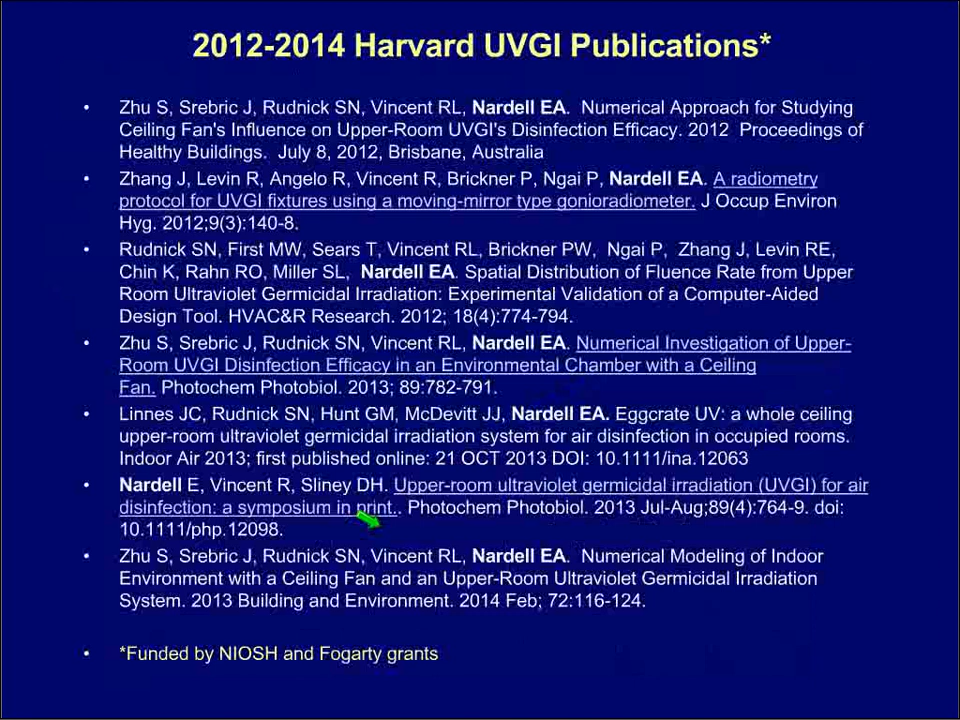 2012-2014 Harvard UVGI Publications*
• Zhu S, Srebric J, Rudnick SN, Vincent RL, Nardell EA. Numerical Approach for Studying
Ceiling Fan's Influence on Upper-Room UVGI's Disinfection Efficacy. 2012 Proceedings of
Healthy Buildings. July 8, 2012, Brisbane, Australia
• Zhang J, Levin R, Angelo R, Vincent R, Brickner P, Ngai P, Nardell EA. A radiometry
protocol for UVGI fixtures using a moving-mirror type gonioradiometer. J Occup Environ
Hyg. 2012;9(3):140-8.
• Rudnick SN, First MW, Sears T, Vincent RL, Brickner PW, Ngai P, Zhang J, Levin RE,
Chin K, Rahn RO, Miller SL, Nardell EA. Spatial Distribution of Fluence Rate from Upper
Room Ultraviolet Germicidal Irradiation: Experimental Validation of a Computer-Aided
Design Tool. HVAC&R Research. 2012; 18(4):774-794.
• Zhu S, Srebric J, Rudnick SN, Vincent RL, Nardell EA. Numerical Investigation of Upper-
Room UVGI Disinfection Efficacy in an Environmental Chamber with a Ceiling
Fan. Photochem Photobiol. 2013; 89:782-791.
• Linnes JC, Rudnick SN, Hunt GM, McDevitt JJ, Nardell EA. Eggcrate UV: a whole ceiling
upper-room ultraviolet germicidal irradiation system for air disinfection in occupied rooms.
Indoor Air 2013; first published online: 21 OCT 2013 DOI: 10.1111/ina.12063
• Nardell E, Vincent R, Sliney DH. Upper-room ultraviolet germicidal irradiation (UVGI) for air
disinfection: a symposium in print.. Photochem Photobiol. 2013 Jul-Aug;89(4):764-9. doi:
10.1111/php.12098.
• Zhu S, Srebric J, Rudnick SN, Vincent RL, Nardell EA. Numerical Modeling of Indoor
Environment with a Ceiling Fan and an Upper-Room Ultraviolet Germicidal Irradiation
System. 2013 Building and Environment. 2014 Feb; 72:116-124.
• *Funded by NIOSH and Fogarty grants